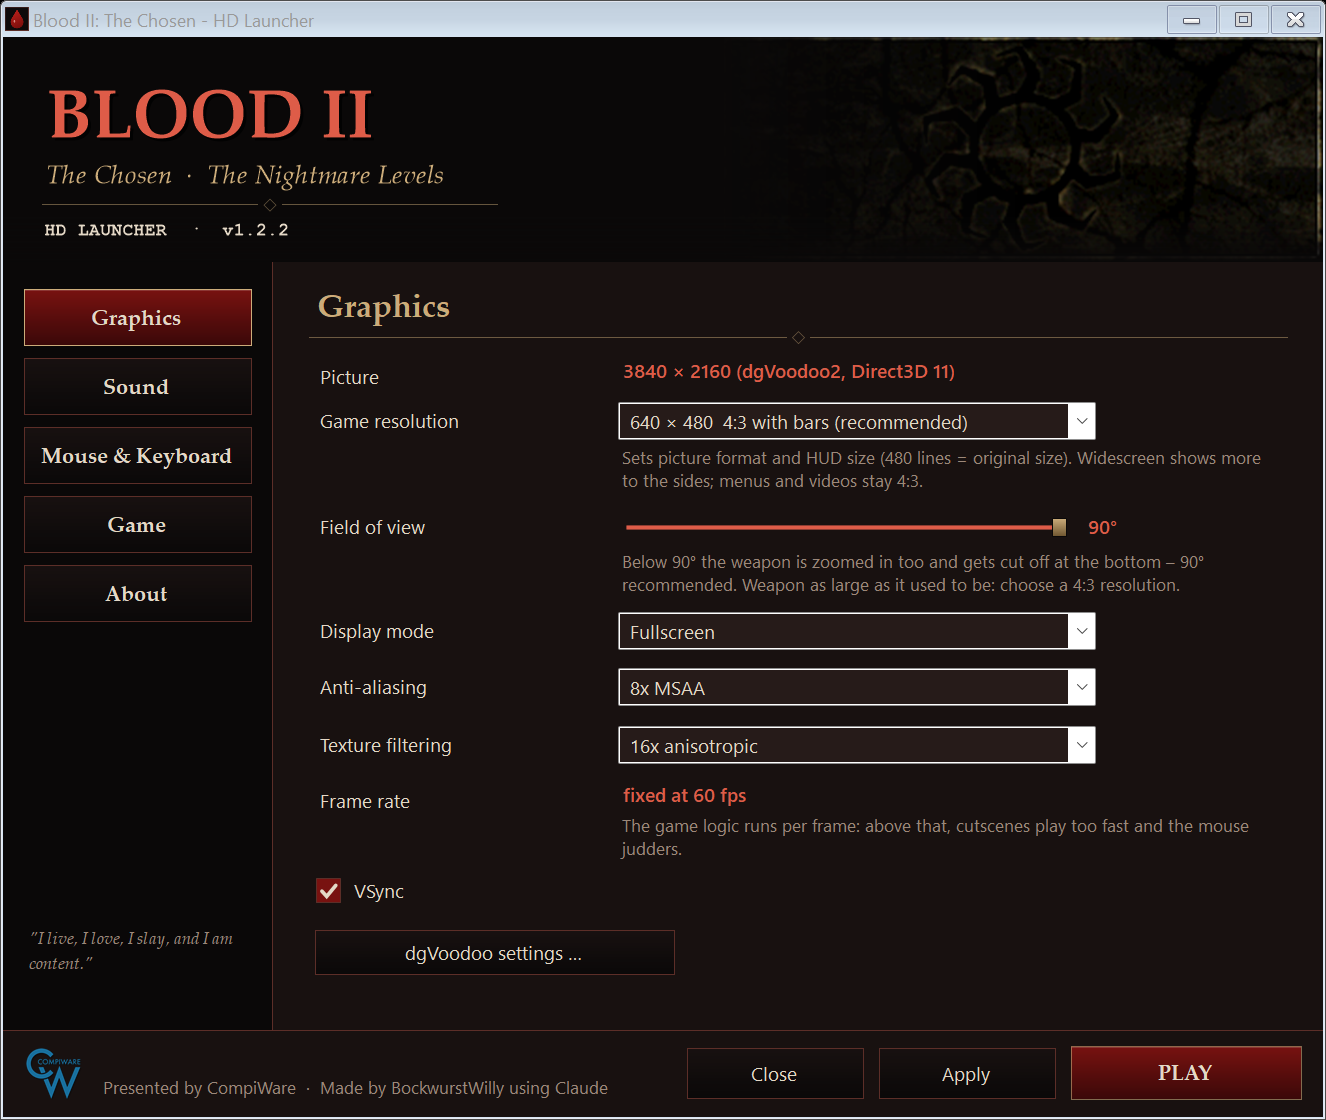 Blood II: The Chosen - HD Launcher
BLOOD II
The Chosen · The Nightmare Levels
HD LAUNCHER · v1.2.2
Graphics
Sound
Mouse & Keyboard
Game
About
"I live, I love, I slay, and I am
content."
Graphics
Picture
3840 × 2160 (dgVoodoo2, Direct3D 11)
Game resolution
640 × 480 4:3 with bars (recommended)
Sets picture format and HUD size (480 lines = original size). Widescreen shows more
to the sides; menus and videos stay 4:3.
Field of view
90°
Below 90° the weapon is zoomed in too and gets cut off at the bottom – 90°
recommended. Weapon as large as it used to be: choose a 4:3 resolution.
Display mode
Fullscreen
Anti-aliasing
8x MSAA
Texture filtering
16x anisotropic
Frame rate
fixed at 60 fps
The game logic runs per frame: above that, cutscenes play too fast and the mouse
judders.
VSync
dgVoodoo settings ...
COMPIWARE
CW
Presented by CompiWare · Made by BockwurstWilly using Claude
Close
Apply
PLAY